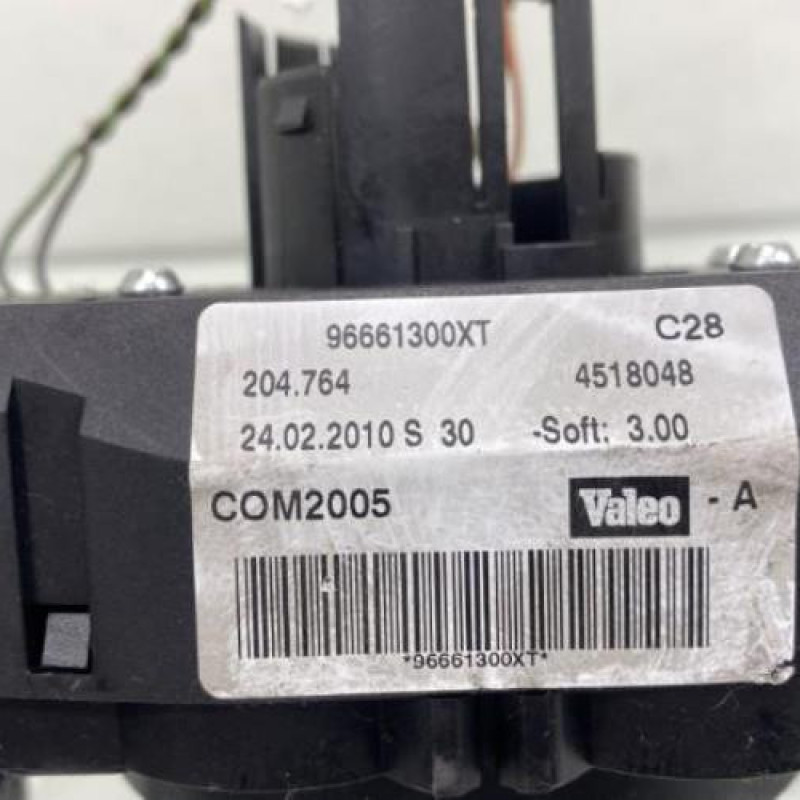 96661300XT C28
204.764 4518048
24.02.2010 S 30 -Soft: 3.00
COM2005 Valeo - A
*96661300XT*